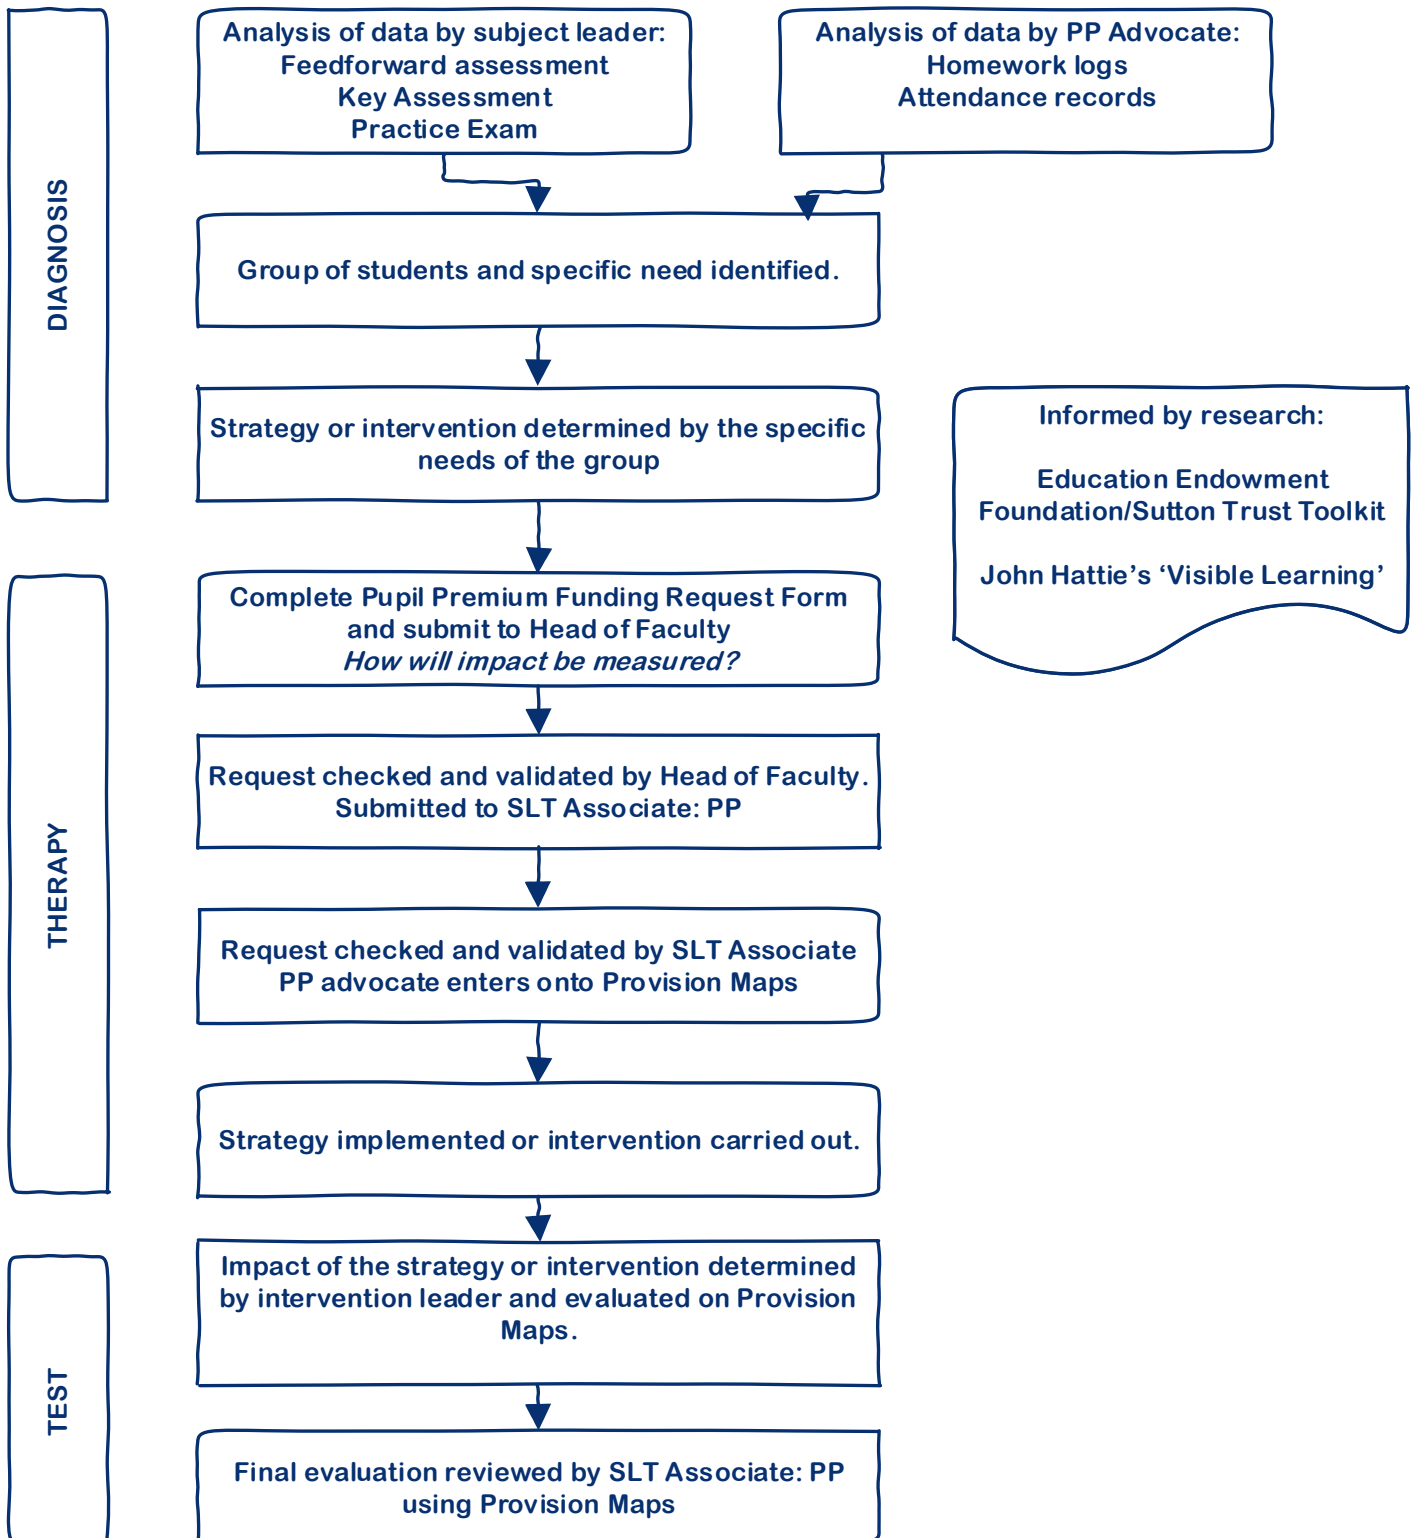 DIAGNOSIS
Analysis of data by subject leader:
Feedforward assessment
Key Assessment
Practice Exam
Analysis of data by PP Advocate:
Homework logs
Attendance records
Group of students and specific need identified.
Strategy or intervention determined by the specific
needs of the group
Informed by research:
Education Endowment
Foundation/Sutton Trust Toolkit
John Hattie’s ‘Visible Learning’
THERAPY
Complete Pupil Premium Funding Request Form
and submit to Head of Faculty
How will impact be measured?
Request checked and validated by Head of Faculty.
Submitted to SLT Associate: PP
Request checked and validated by SLT Associate
PP advocate enters onto Provision Maps
Strategy implemented or intervention carried out.
TEST
Impact of the strategy or intervention determined
by intervention leader and evaluated on Provision
Maps.
Final evaluation reviewed by SLT Associate: PP
using Provision Maps